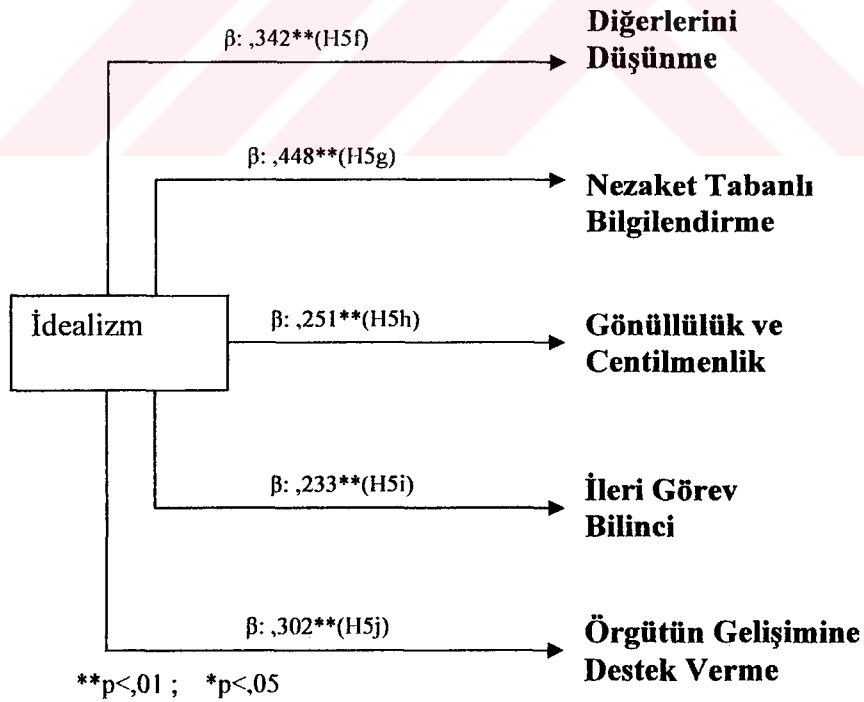 β: ,342**(H5f)
Diğerlerini
Düşünme
β: ,448**(H5g)
Nezaket Tabanlı
Bilgilendirme
İdealizm
β: ,251**(H5h)
Gönüllülük ve
Centilmenlik
β: ,233**(H5i)
İleri Görev
Bilinci
β: ,302**(H5j)
Örgütün Gelişimine
Destek Verme
**p<,01 ; *p<,05